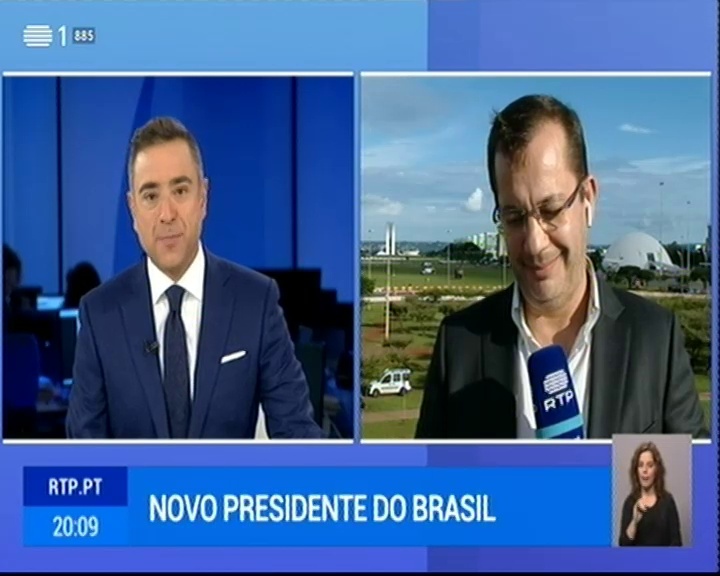 1 885
RTP
RTP.PT
20:09
NOVO PRESIDENTE DO BRASIL